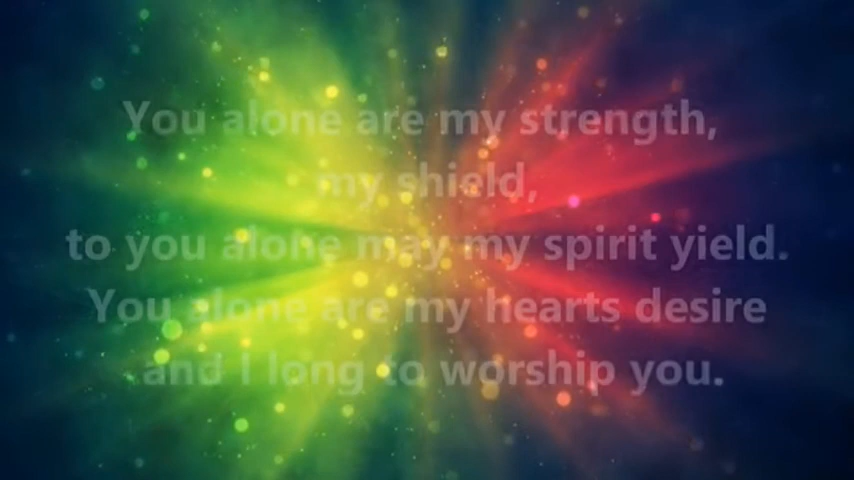 You alone are my strength,
my shield,
to you alone may my spirit yield.
You alone are my hearts desire
and I long to worship you.